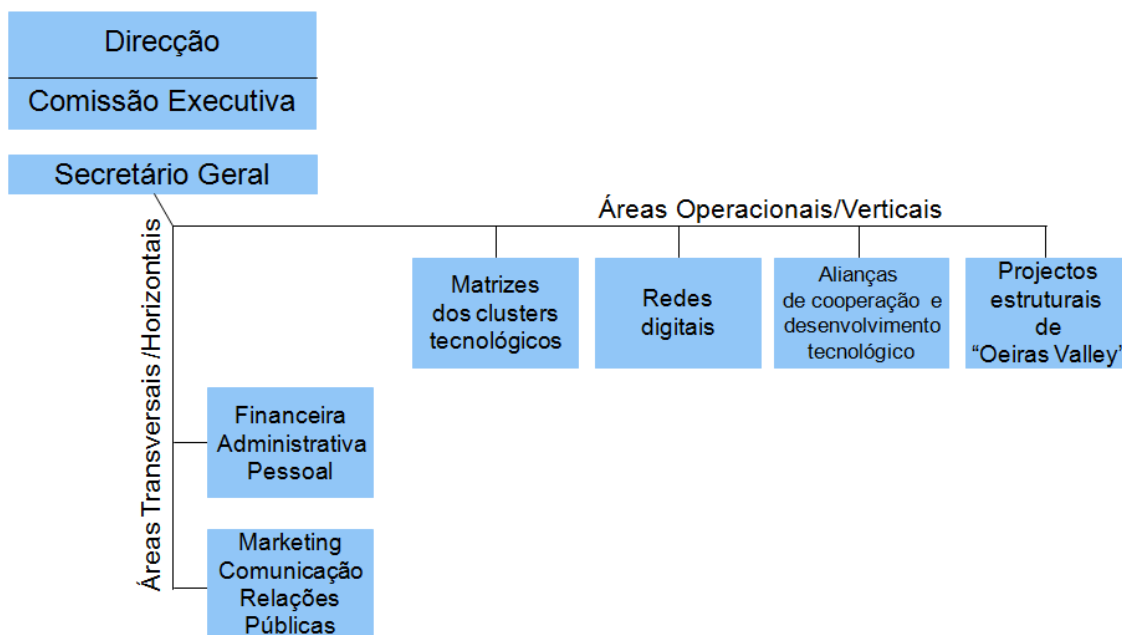 Direcção
Comissão Executiva
Secretário Geral
Áreas Operacionais/Verticais
Áreas Transversais /Horizontais
Matrizes
dos clusters
tecnológicos
Redes
digitais
Alianças
de cooperação e
desenvolvimento
tecnológico
Projectos
estruturais
de
“Oeiras Valley”
Financeira
Administrativa
Pessoal
Marketing
Comunicação
Relações
Públicas